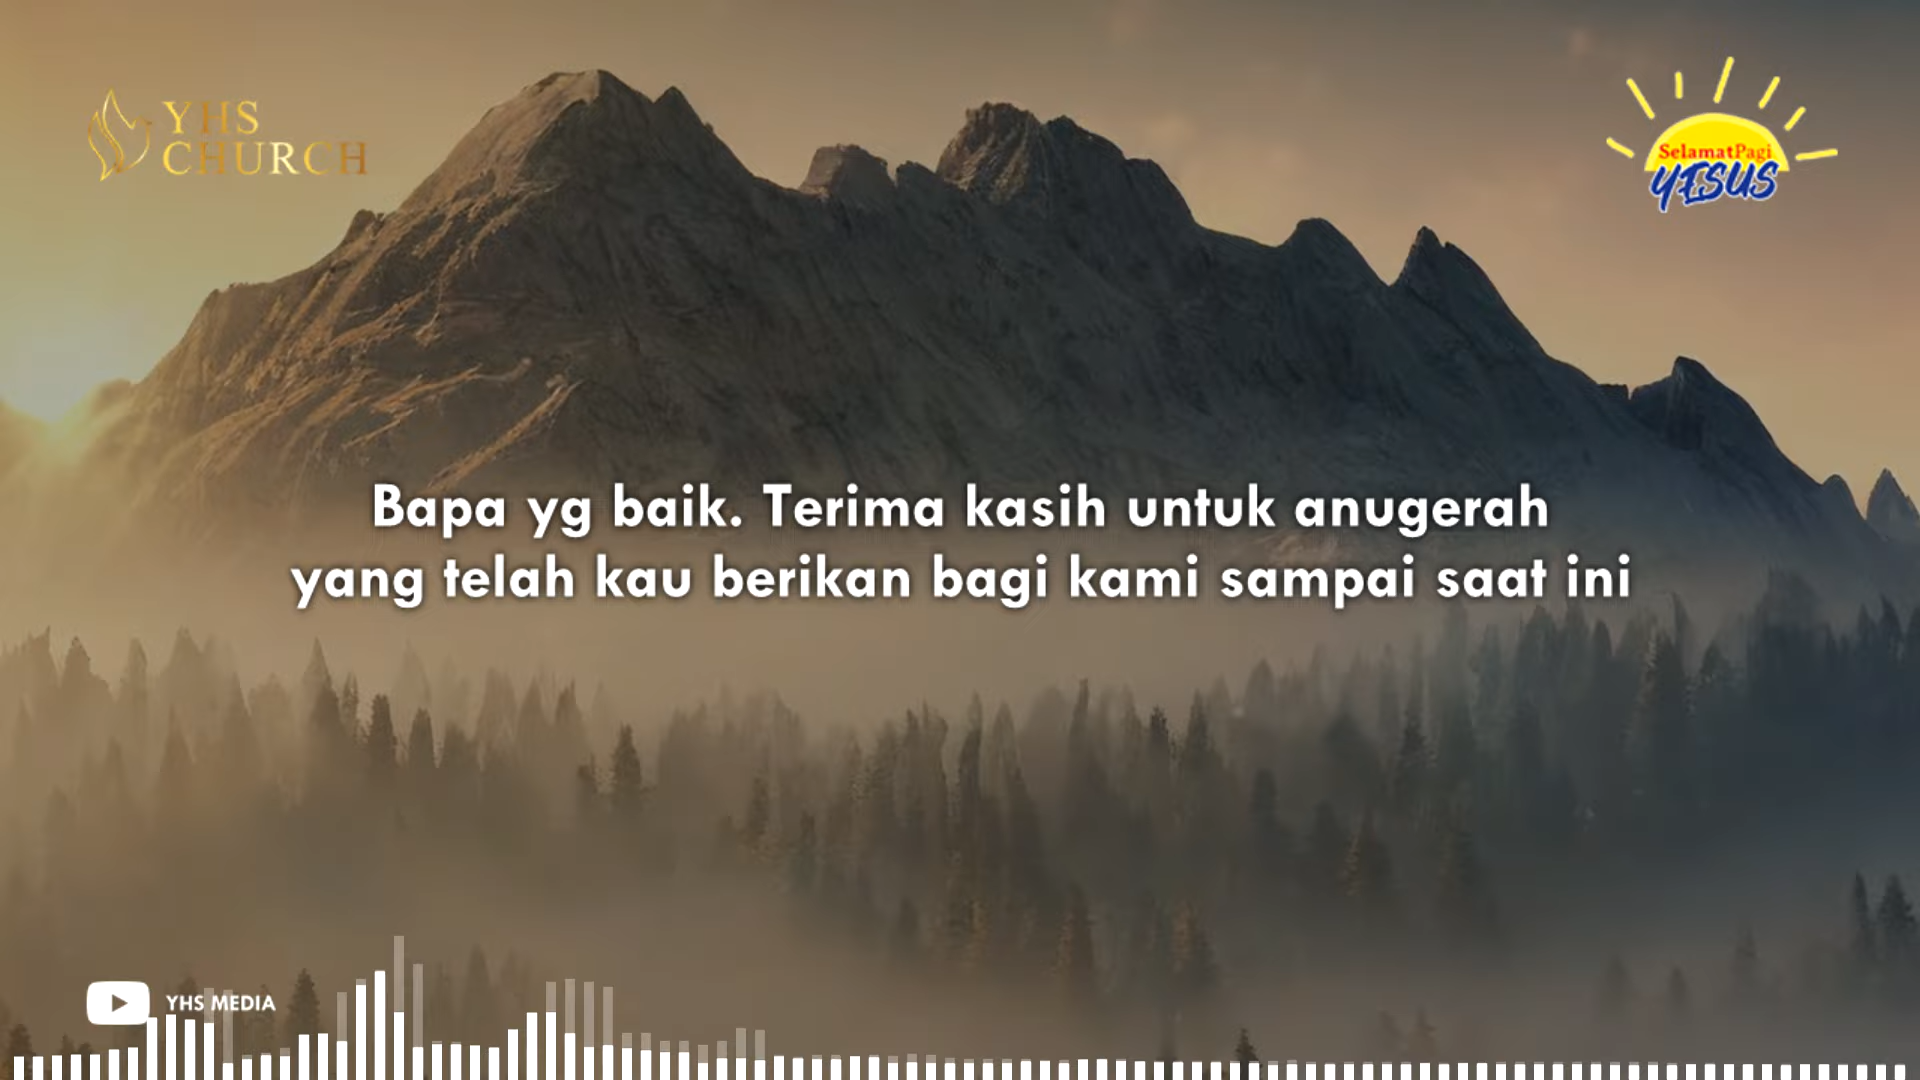 YHS
CHURCH
SelamatPagi
YESUS
Bapa yg baik. Terima kasih untuk anugerah
yang telah kau berikan bagi kami sampai saat ini
YHS MEDIA